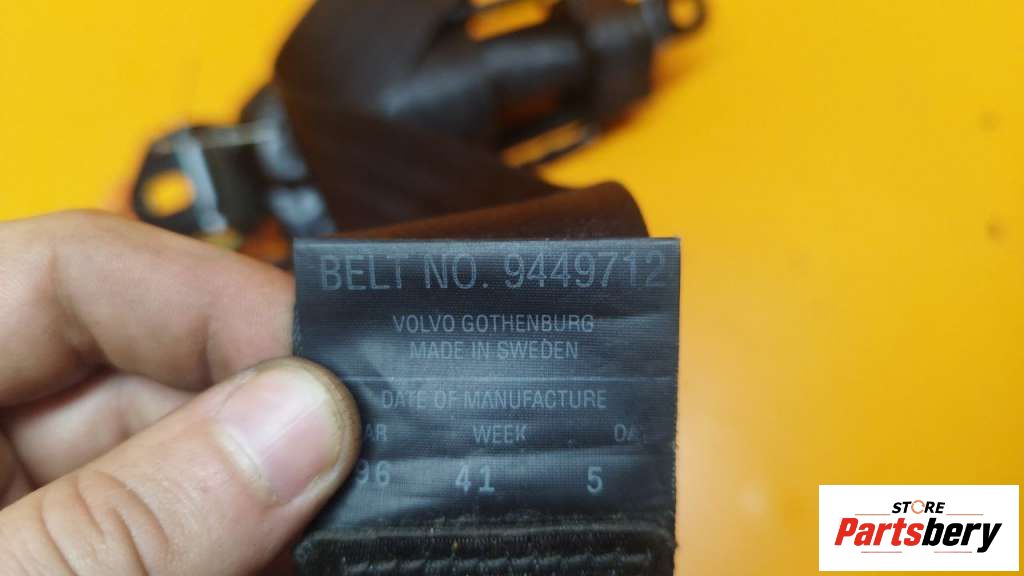 BELT NO. 9449712
VOLVO GOTHENBURG
MADE IN SWEDEN
DATE OF MANUFACTURE
WEEK
96 41 5
STORE
Partsbery